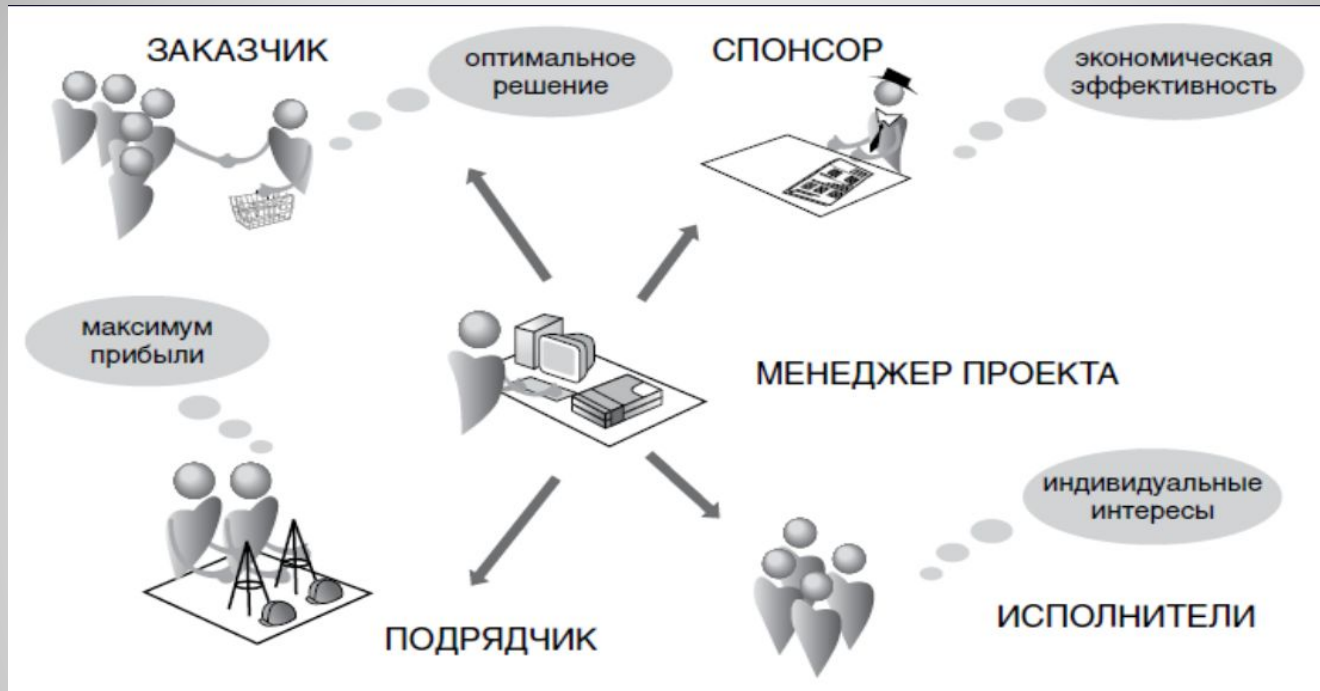 ЗАКАЗЧИК
оптимальное
решение
СПОНСОР
экономическая
эффективность
максимум
прибыли
МЕНЕДЖЕР ПРОЕКТА
индивидуальные
интересы
ПОДРЯДЧИК
ИСПОЛНИТЕЛИ